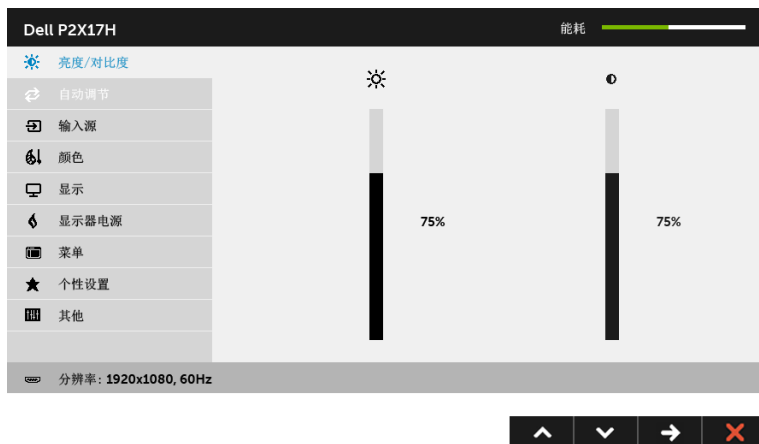 Dell P2X17H
能耗
亮度/对比度
自动调节
输入源
颜色
显示
显示器电源
菜单
个性设置
其他
75%
75%
分辨率: 1920x1080, 60Hz